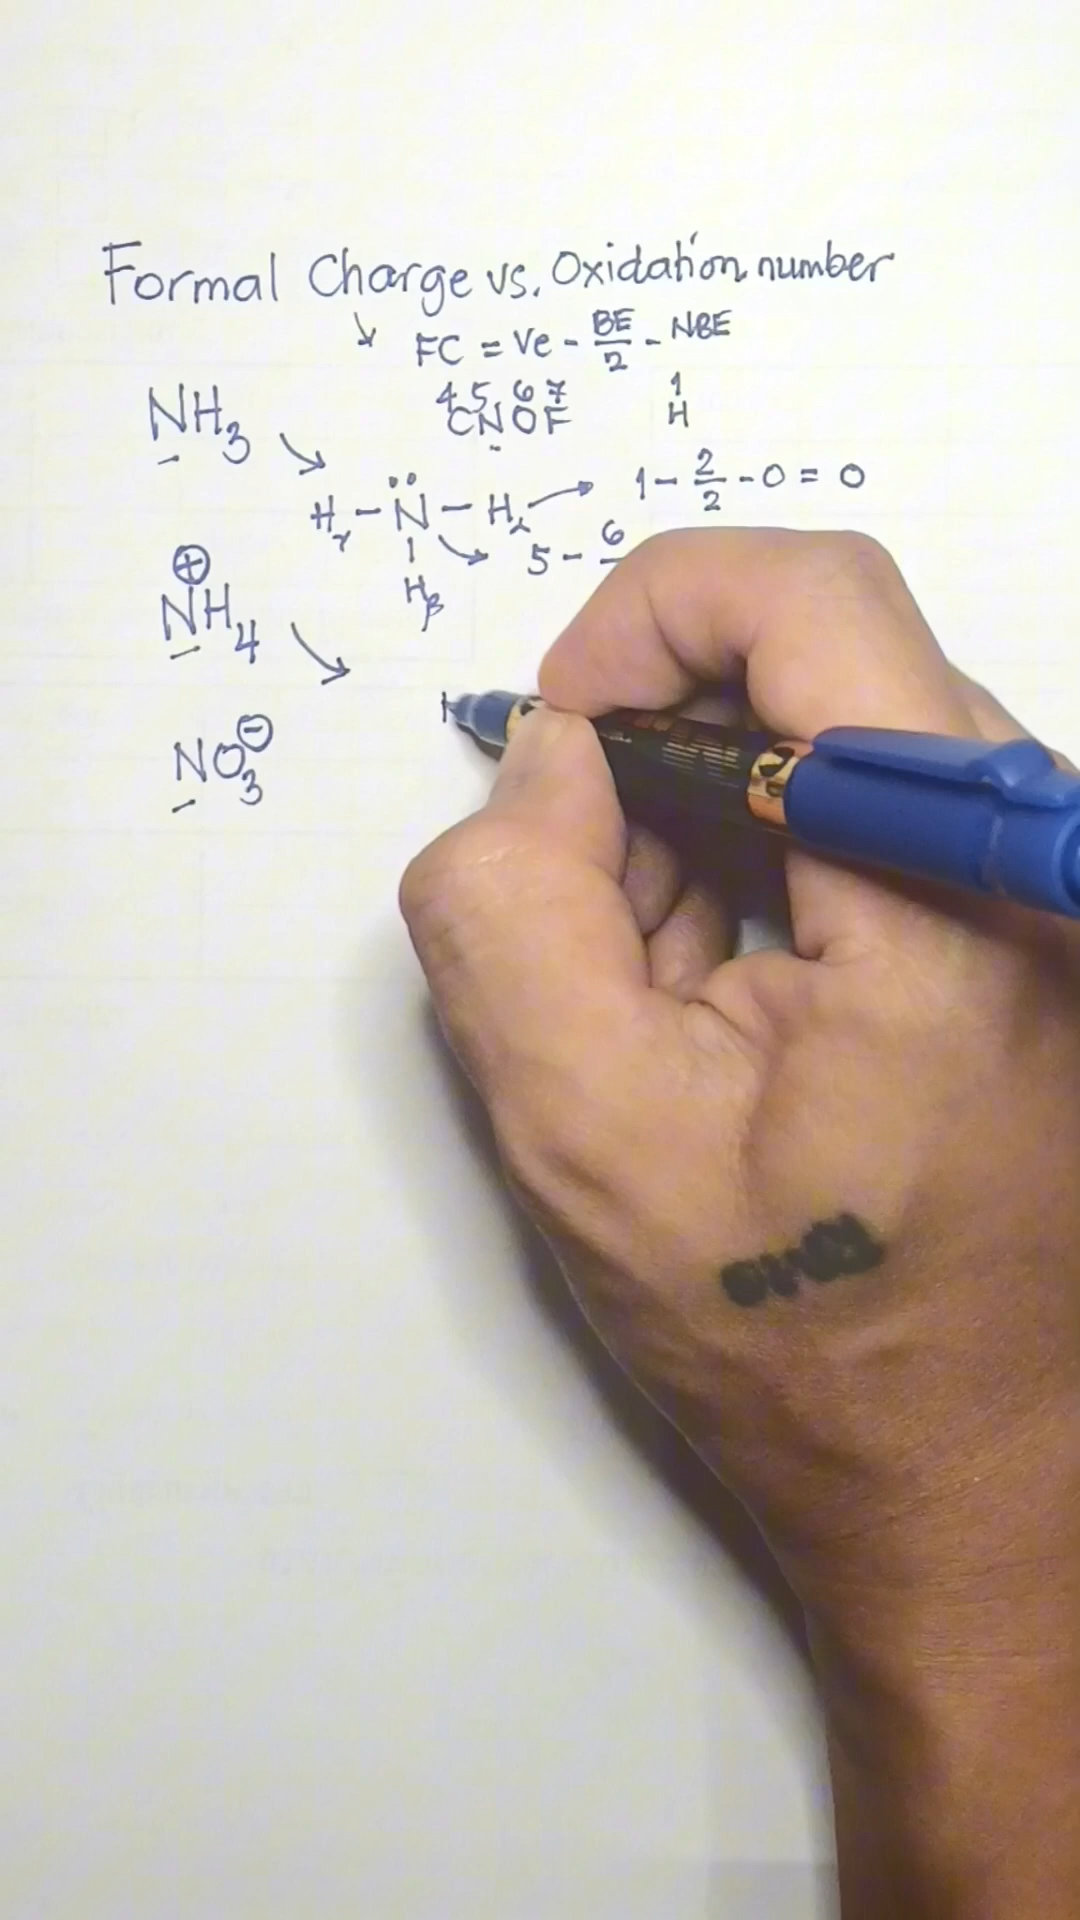 Formal Charge vs. Oxidation number
FC = Ve - BE/2 - NBE
4 5 6 7 1
C N O F H
NH3
H - N - H 1 - 2/2 - 0 = 0
5 - 6
H
⊕
NH4
NO3⊖